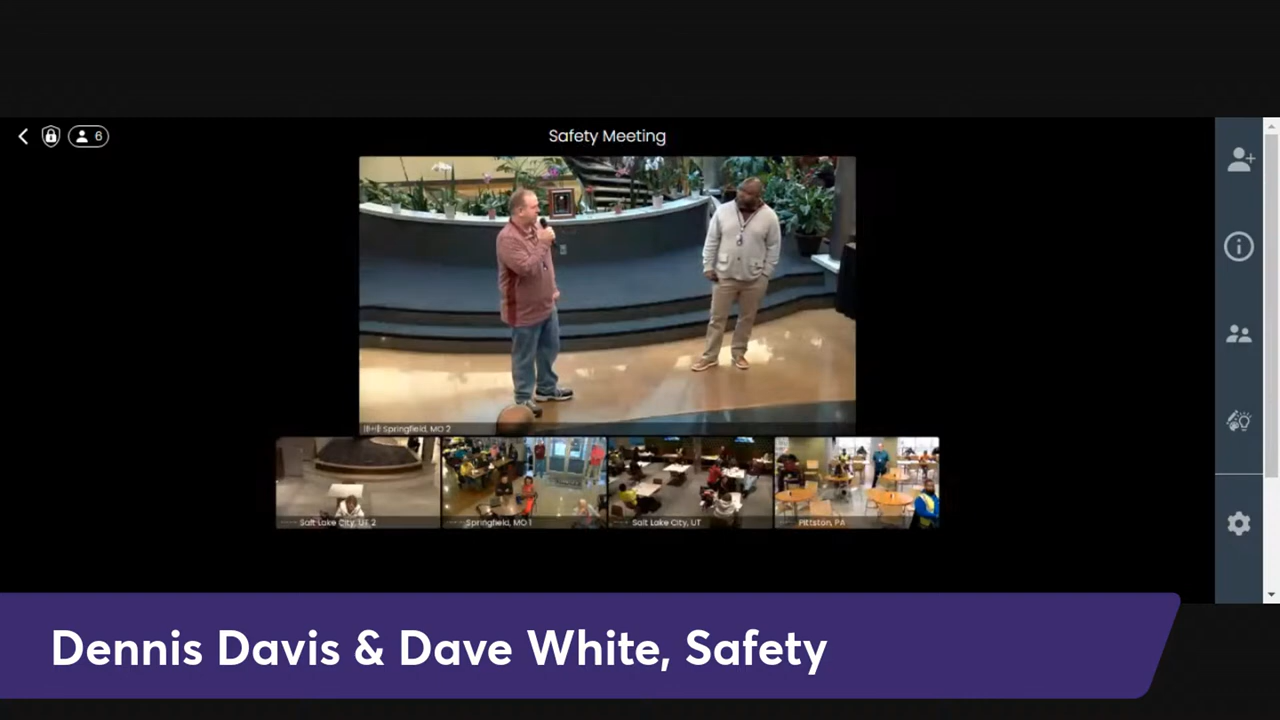 6
Safety Meeting
Springfield, MO 2
Salt Lake City, UT 2
Springfield, MO 1
Salt Lake City, UT
Pittston, PA
Dennis Davis & Dave White, Safety